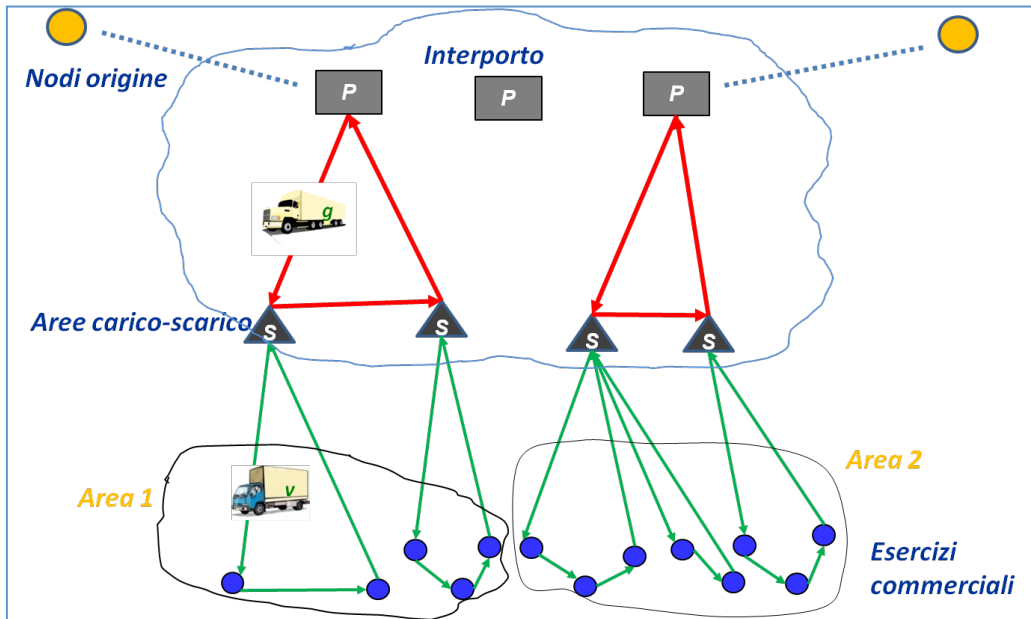 Interporto
Nodi origine
P
P
P
g
Aree carico-scarico
S
S
S
S
Area 1
v
Area 2
Esercizi
commerciali